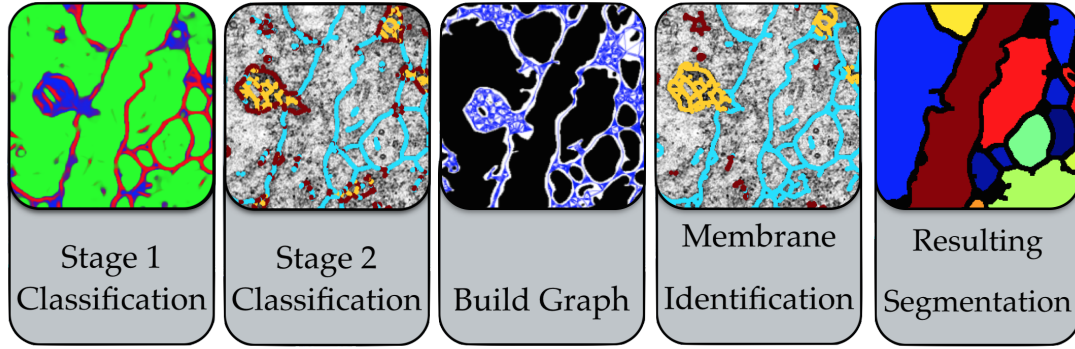 Stage 1
Classification
Stage 2
Classification
Build Graph
Membrane
Identification
Resulting
Segmentation